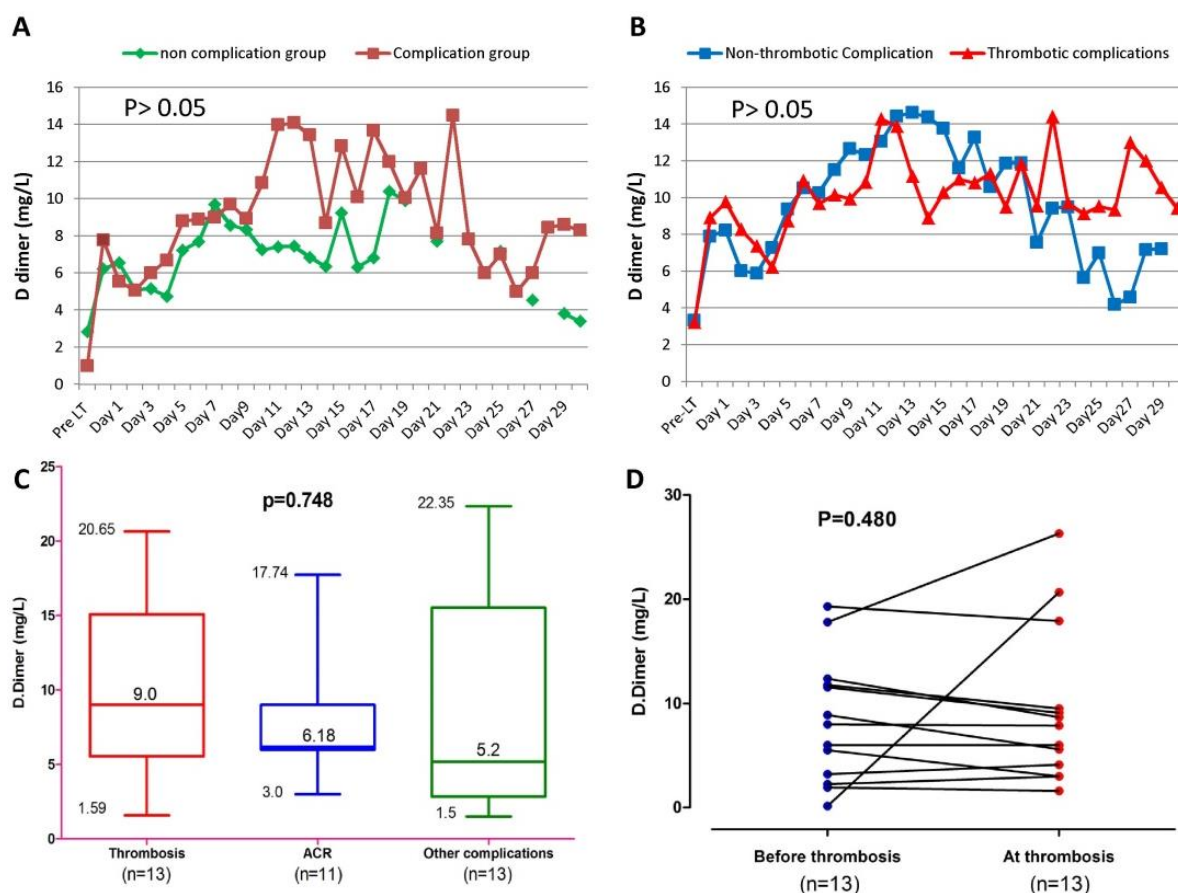 A
non complication group
Complication group
P> 0.05
D dimer (mg/L)
16
14
12
10
8
6
4
2
0
Pre LT
Day 1
Day 3
Day 5
Day 7
Day9
Day 11
Day 13
Day 15
Day 17
Day 19
Day 21
Day 23
Day 25
Day 27
Day 29
B
Non-thrombotic Complication
Thrombotic complications
P> 0.05
D dimer (mg/L)
16
14
12
10
8
6
4
2
0
Pre-LT
Day 1
Day 3
Day 5
Day 7
Day 9
Day 11
Day 13
Day 15
Day 17
Day 19
Day 21
Day 23
Day 25
Day 27
Day 29
C
p=0.748
D.Dimer (mg/L)
25
20
15
10
5
0
20.65
9.0
1.59
17.74
6.18
3.0
22.35
5.2
1.5
Thrombosis
(n=13)
ACR
(n=11)
Other complications
(n=13)
D
P=0.480
D.Dimer (mg/L)
30
20
10
0
Before thrombosis
(n=13)
At thrombosis
(n=13)